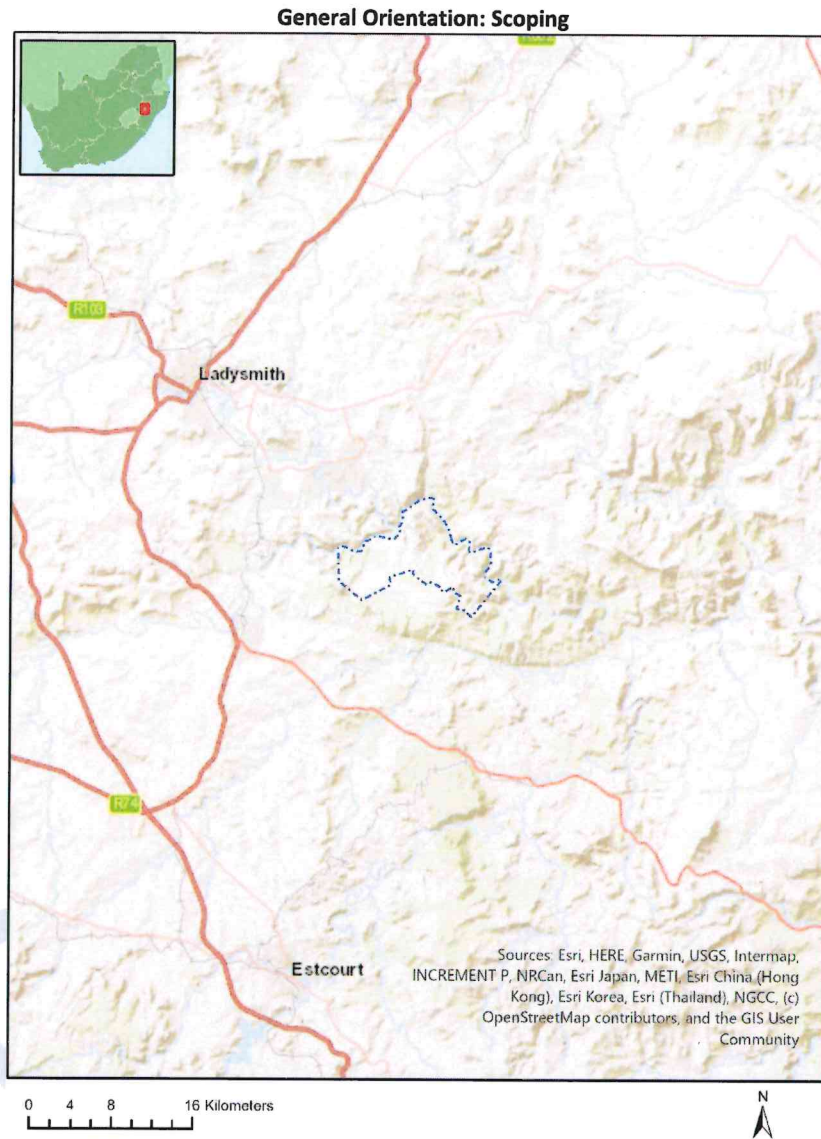 General Orientation: Scoping
R103
Ladysmith
R74
Estcourt
Sources: Esri, HERE, Garmin, USGS, Intermap,
INCREMENT P, NRCan, Esri Japan, METI, Esri China (Hong
Kong), Esri Korea, Esri (Thailand), NGCC, (c)
OpenStreetMap contributors, and the GIS User
Community
0 4 8 16 Kilometers
N